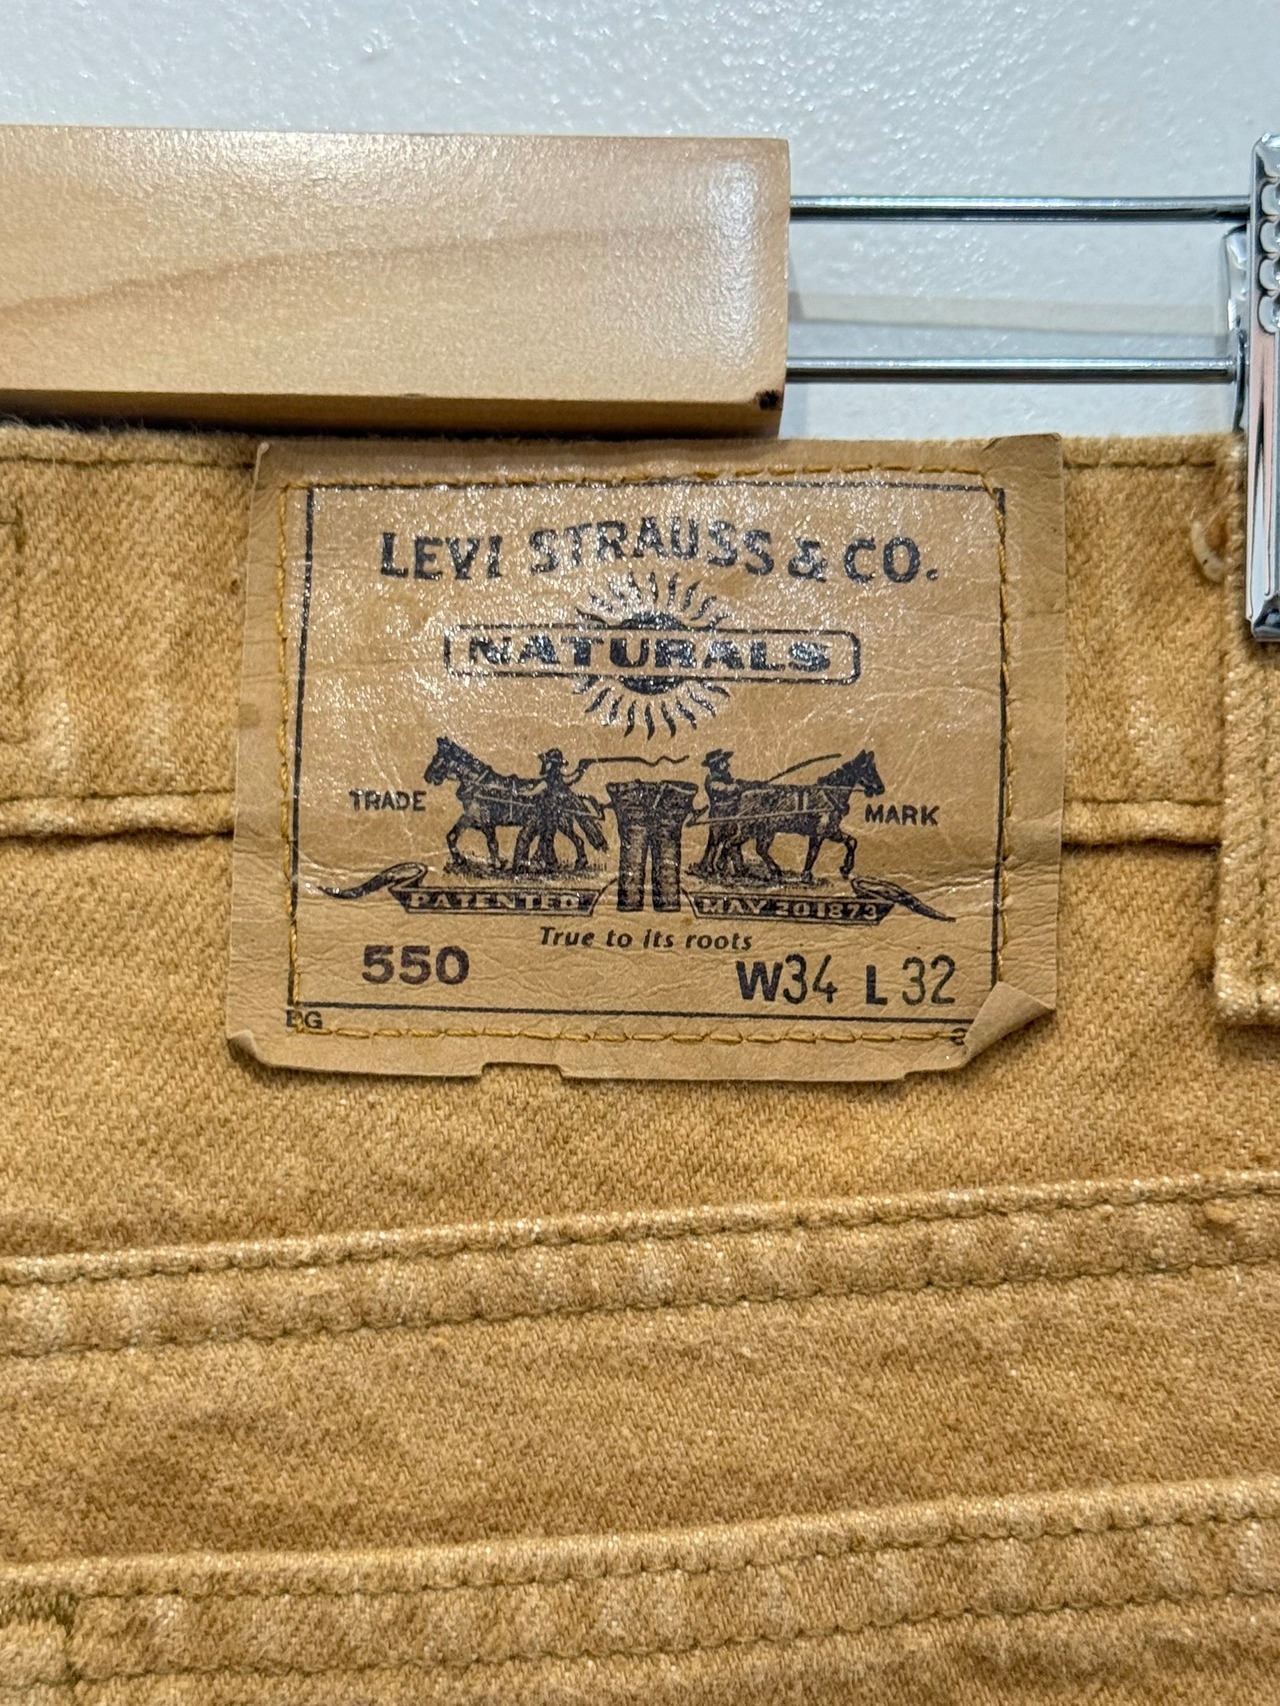 LEVI STRAUSS & CO.
NATURALS
TRADE MARK
PATENTED MAY 20 1873
True to its roots
550 W34 L32